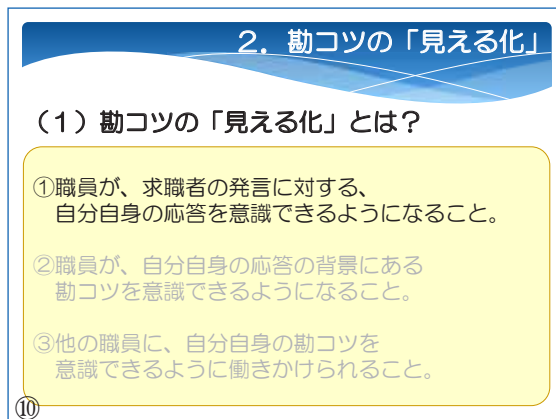 2．勘コツの「見える化」
（1）勘コツの「見える化」とは？
①職員が、求職者の発言に対する、
自分自身の応答を意識できるようになること。
②職員が、自分自身の応答の背景にある
勘コツを意識できるようになること。
③他の職員に、自分自身の勘コツを
意識できるように働きかけられること。
⑩